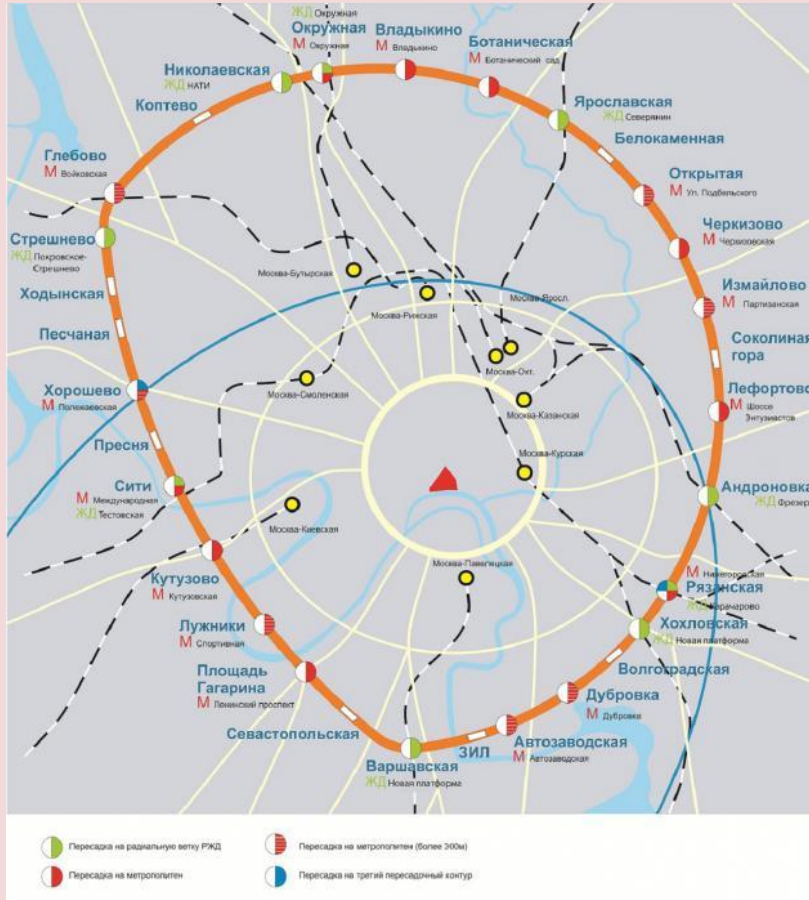 ЖД Окружная
Окружная
М Окружная
Владыкино
М Владыкино
Ботаническая
М Ботанический сад
Николаевская
ЖД НАТИ
Коптево
Ярославская
ЖД Северянин
Белокаменная
Глебово
М Войковская
Открытая
М Ул. Подбельского
Стрешнево
ЖД Покровское-
Стрешнево
Черкизово
М Черкизовская
Ходынская
Москва-Бутырская
Москва-Рижская
Москва-Яросл.
Измайлово
М Партизанская
Песчаная
Соколиная
гора
Москва-Окт.
Хорошево
М Полежаевская
Москва-Смоленская
Москва-Казанская
Лефортово
М Шоссе
Энтузиастов
Пресня
Москва-Курская
Сити
М Международная
ЖД Тестовская
Андроновка
ЖД Фрезер
Москва-Киевская
Москва-Павелецкая
Кутузово
М Кутузовская
М Нижегородская
Рязанская
ЖД Карачарово
Лужники
М Спортивная
Хохловская
ЖД Новая платформа
Волгоградская
Площадь
Гагарина
М Ленинский проспект
Дубровка
М Дубровка
Севастопольская
Автозаводская
М Автозаводская
ЗИЛ
Варшавская
ЖД Новая платформа
Пересадка на радиальную ветку РЖД
Пересадка на метрополитен (более 300м)
Пересадка на метрополитен
Пересадка на третий пересадочный контур